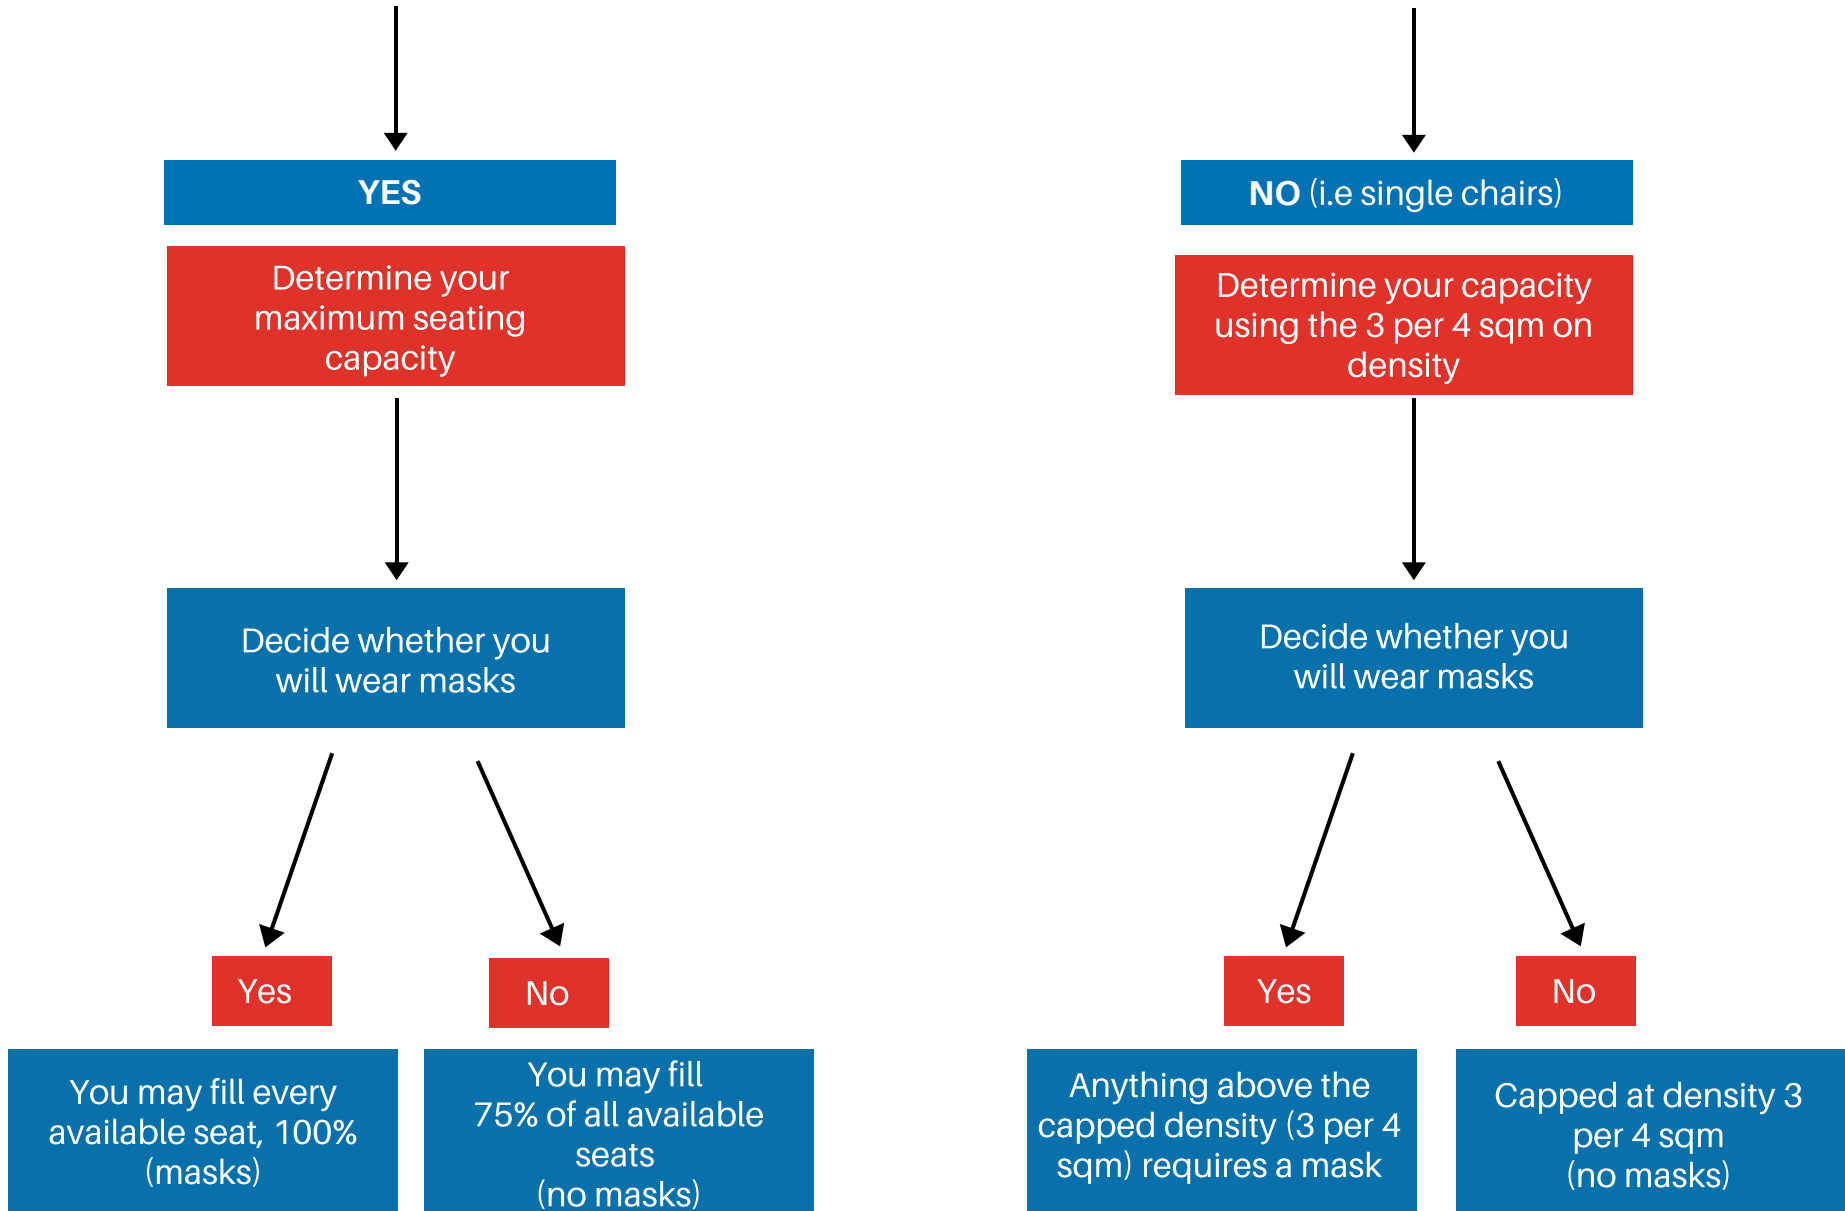 YES
Determine your
maximum seating
capacity
Decide whether you
will wear masks
Yes
You may fill every
available seat, 100%
(masks)
No
You may fill
75% of all available
seats
(no masks)
NO (i.e single chairs)
Determine your capacity
using the 3 per 4 sqm on
density
Decide whether you
will wear masks
Yes
Anything above the
capped density (3 per 4
sqm) requires a mask
No
Capped at density 3
per 4 sqm
(no masks)